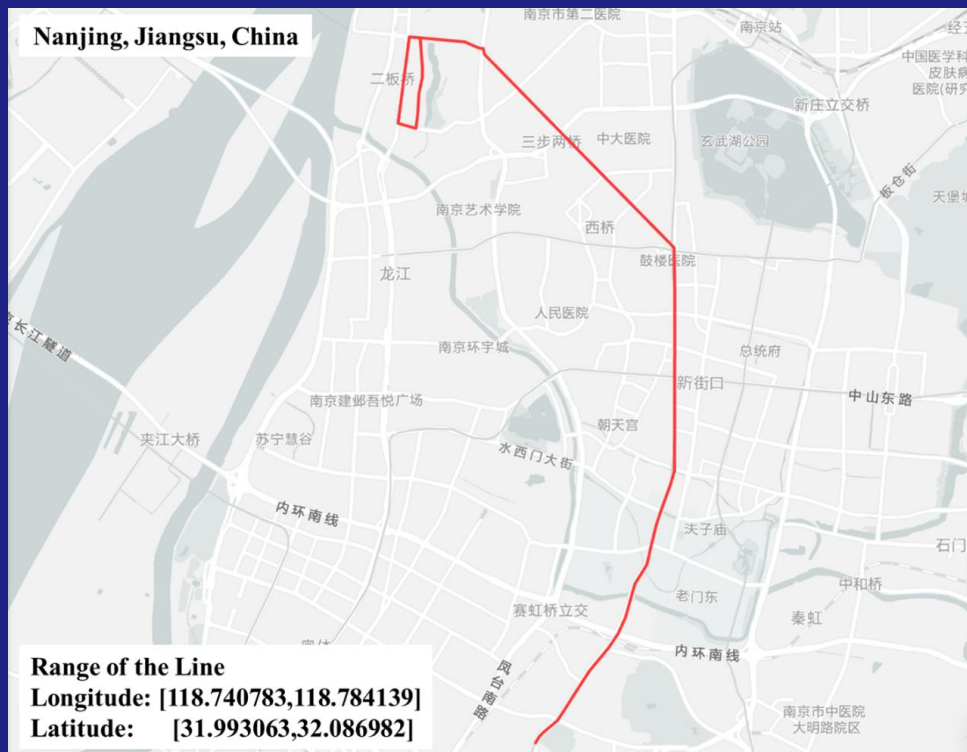 Nanjing, Jiangsu, China
南京市第二医院
南京站
二板桥
中国医学科
皮肤病
医院(研究
新庄立交桥
三步两桥
中大医院
玄武湖公园
板仓街
天堡城
南京艺术学院
西桥
鼓楼医院
龙江
人民医院
京长江隧道
南京环宇城
总统府
新街口
中山东路
南京建邺吾悦广场
朝天宫
夹江大桥
苏宁慧谷
水西门大街
内环南线
夫子庙
石门
中和桥
老门东
赛虹桥立交
秦虹
内环南线
凤台南路
南京市中医院
大明路院区
Range of the Line
Longitude: [118.740783,118.784139]
Latitude: [31.993063,32.086982]